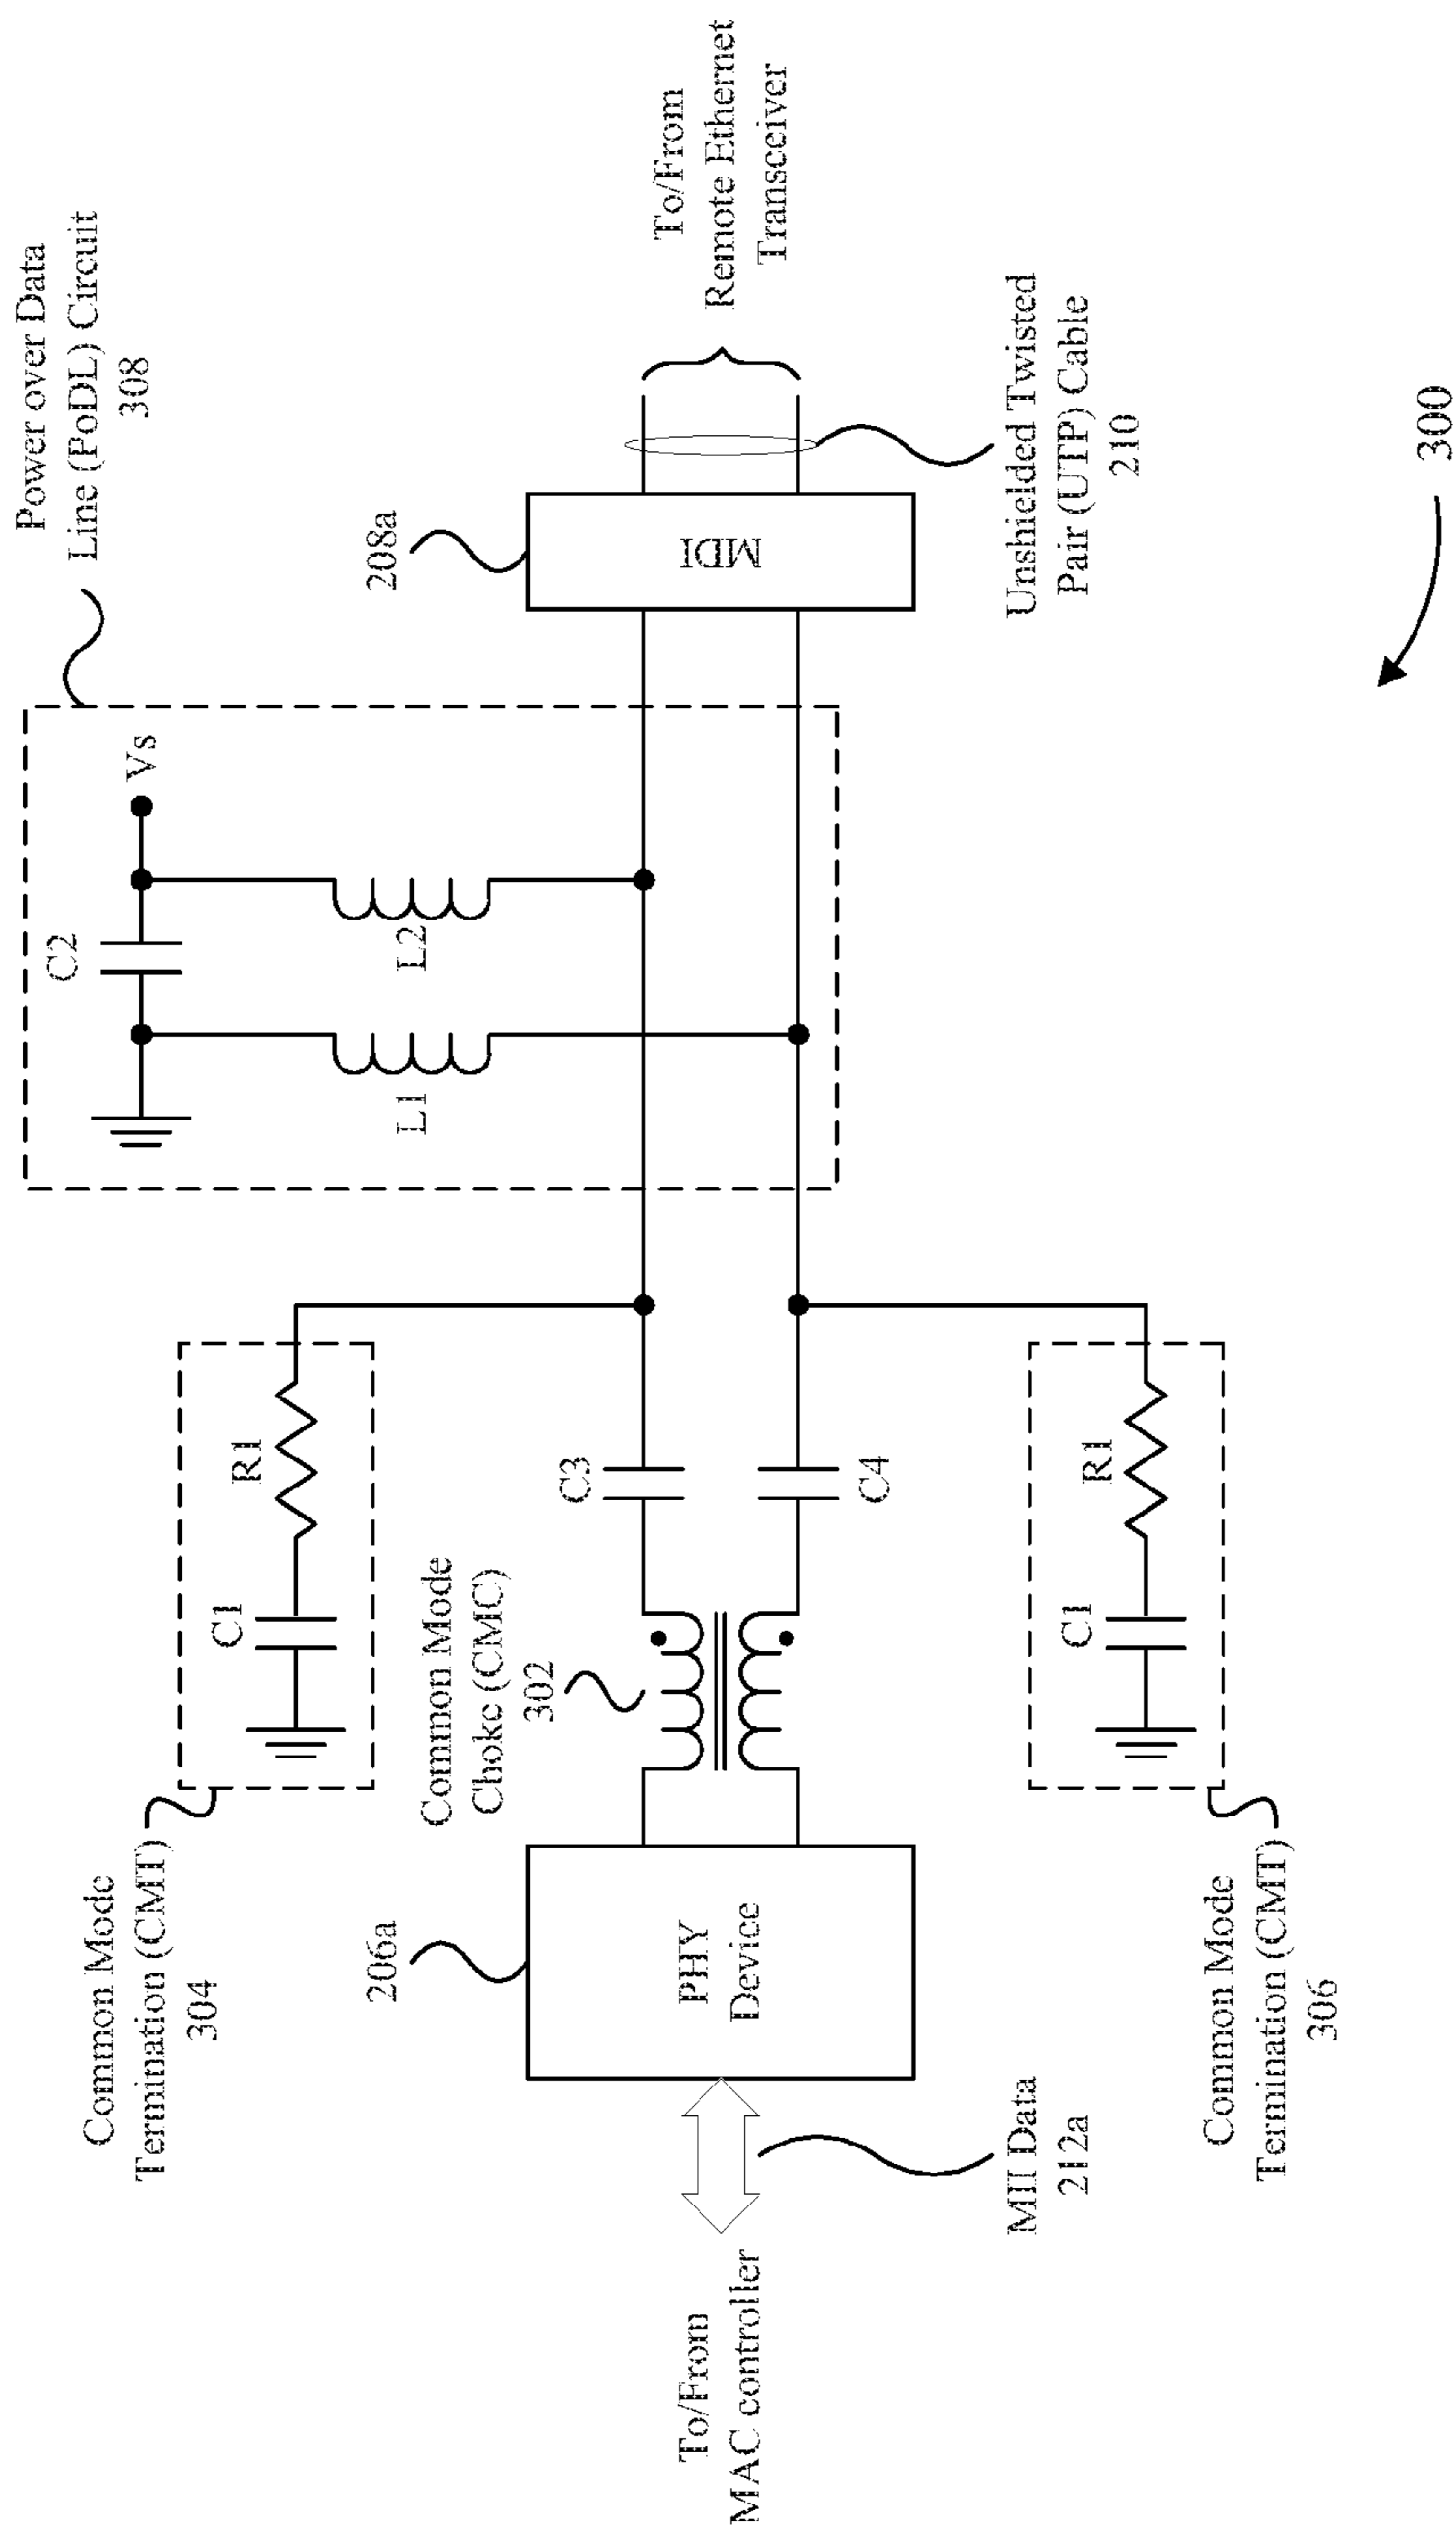 Power over Data
Line (PoDL) Circuit
308
Common Mode
Termination (CMT)
304
C1
R1
C2
Vs
L1
L2
Common Mode
Choke (CMC)
302
206a
C3
208a
To/From
MAC controller
PHY
Device
MDI
To/From
Remote Ethernet
Transceiver
C4
MII Data
212a
Unshielded Twisted
Pair (UTP) Cable
210
C1
R1
Common Mode
Termination (CMT)
306
300